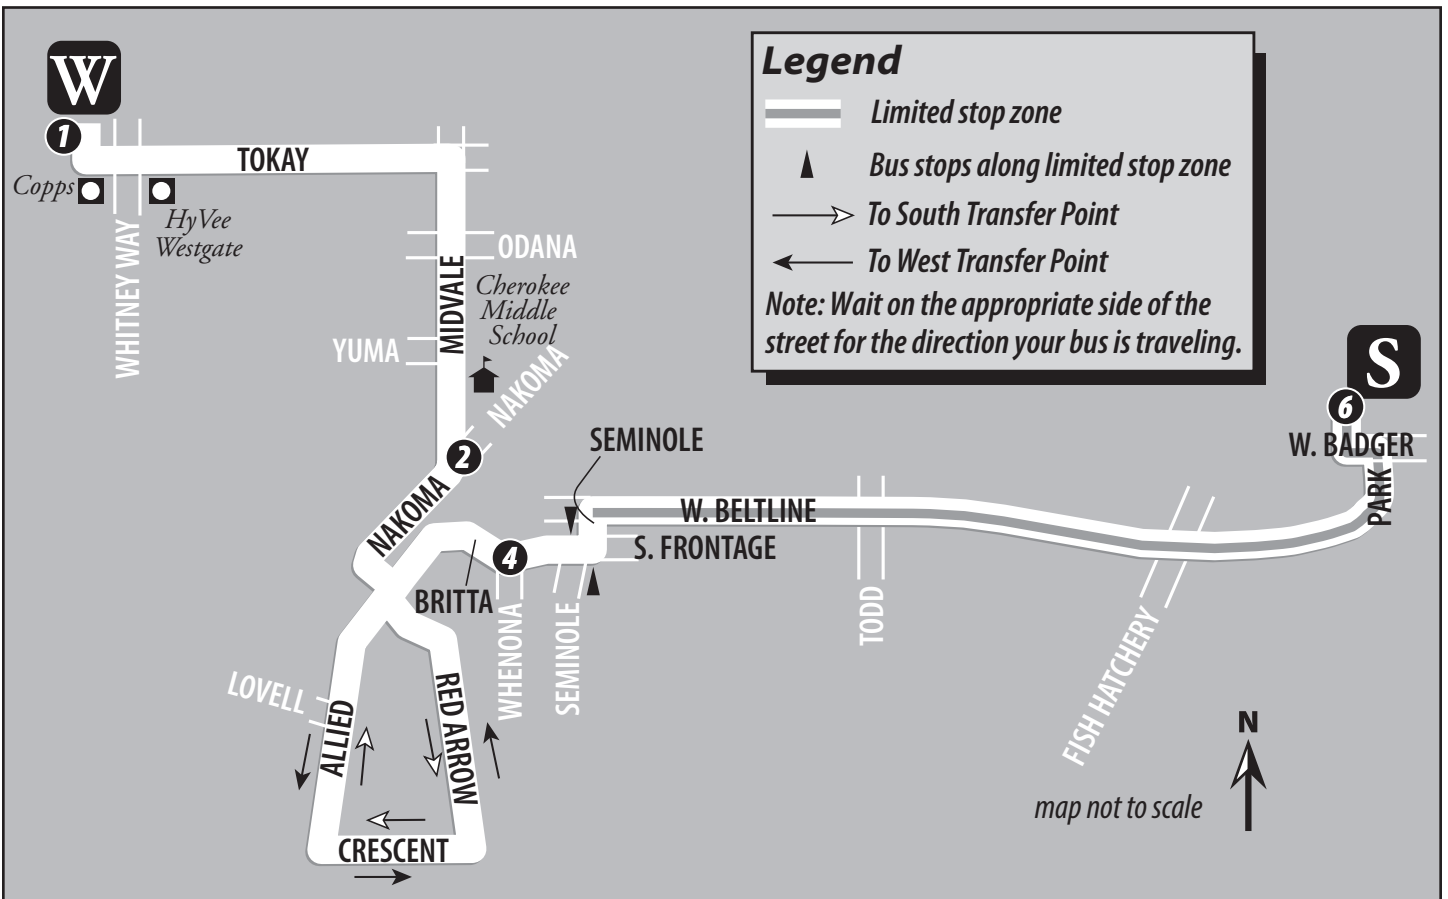 W
1
TOKAY
Copps
HyVee
Westgate
WHITNEY WAY
ODANA
MIDVALE
Cherokee
Middle
School
YUMA
NAKOMA
2
NAKOMA
SEMINOLE
W. BELTLINE
S. FRONTAGE
4
BRITTA
WHENONA
SEMINOLE
TODD
FISH HATCHERY
LOVELL
ALLIED
RED ARROW
CRESCENT
Legend
Limited stop zone
Bus stops along limited stop zone
To South Transfer Point
To West Transfer Point
Note: Wait on the appropriate side of the
street for the direction your bus is traveling.
S
6
W. BADGER
PARK
N
map not to scale